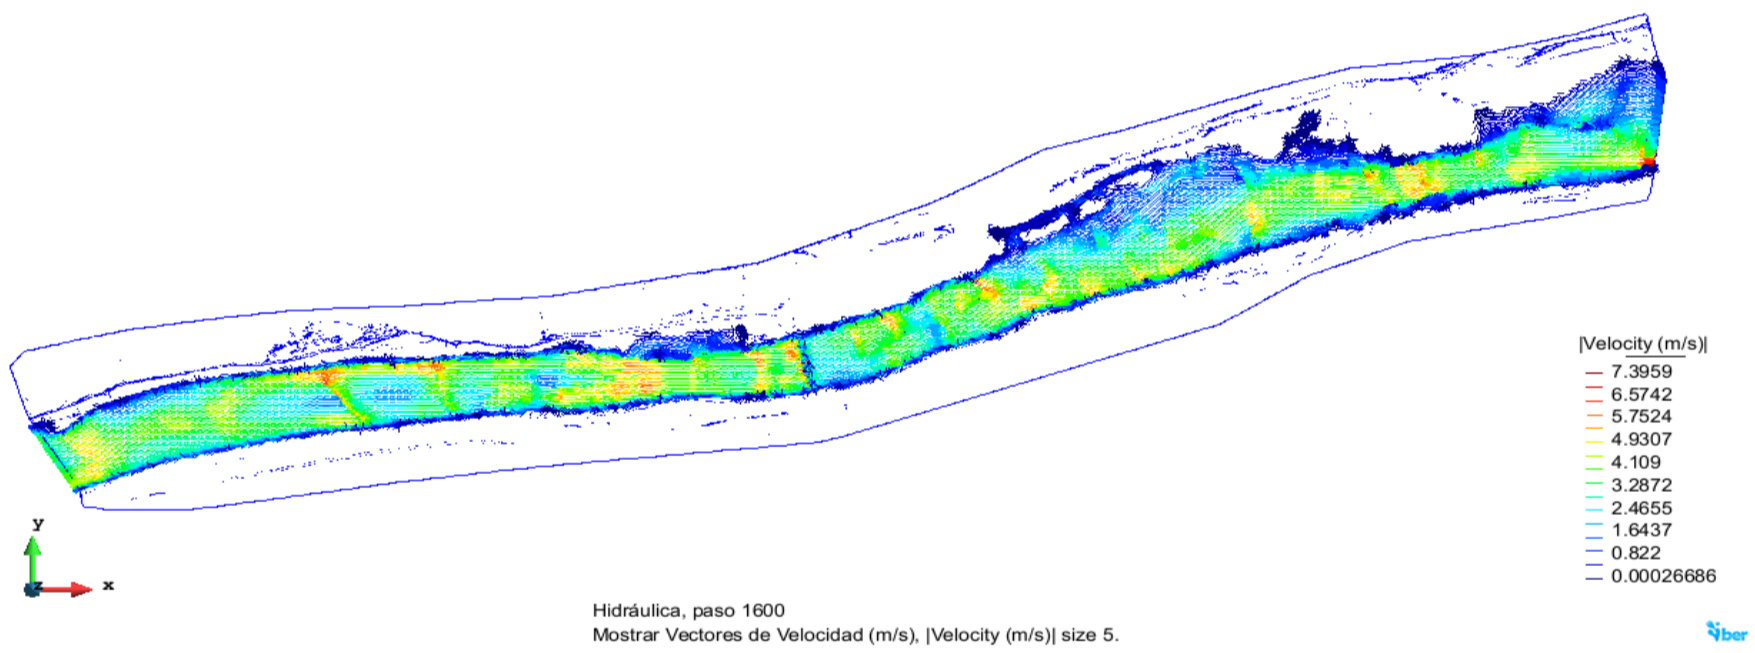 |Velocity (m/s)|
7.3959
6.5742
5.7524
4.9307
4.109
3.2872
2.4655
1.6437
0.822
0.00026686
y
z
x
Hidráulica, paso 1600
Mostrar Vectores de Velocidad (m/s), |Velocity (m/s)| size 5.
iber